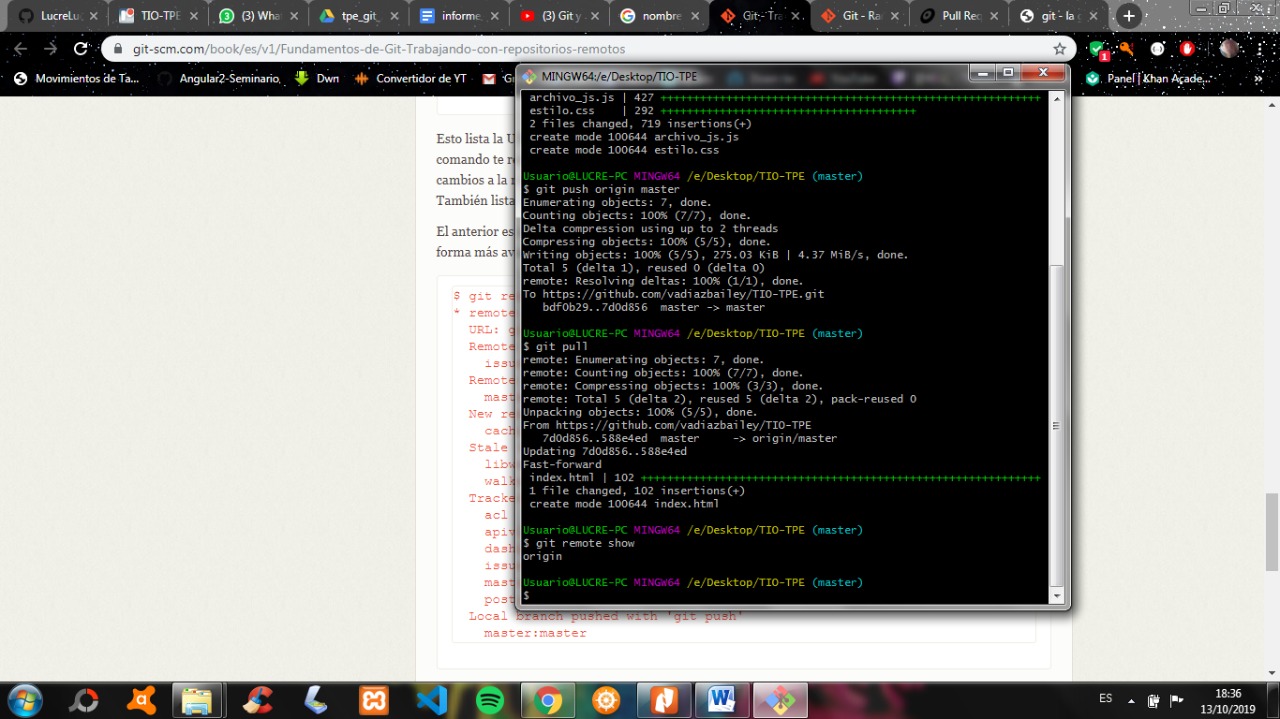 LucreLu
TIO-TPE
(3) Wha
tpe_git_
informe_
(3) Git y
nombre
Git - Tra
Git - Ra
Pull Req
git - la g
git-scm.com/book/es/v1/Fundamentos-de-Git-Trabajando-con-repositorios-remotos
1
Movimientos de Ta...
Angular2-Seminario,
Dwn
Convertidor de YT
Panel | Khan Acade...
»
MINGW64:/e/Desktop/TIO-TPE
archivo_js.js | 427 +++++++++++++++++++++++++++++++++++++++++++++++++++++++++++
estilo.css    | 292 ++++++++++++++++++++++++++++++++++++++++
2 files changed, 719 insertions(+)
create mode 100644 archivo_js.js
create mode 100644 estilo.css
Usuario@LUCRE-PC MINGW64 /e/Desktop/TIO-TPE (master)
$ git push origin master
Enumerating objects: 7, done.
Counting objects: 100% (7/7), done.
Delta compression using up to 2 threads
Compressing objects: 100% (5/5), done.
Writing objects: 100% (5/5), 275.03 KiB | 4.37 MiB/s, done.
Total 5 (delta 1), reused 0 (delta 0)
remote: Resolving deltas: 100% (1/1), done.
To https://github.com/vadiazbailey/TIO-TPE.git
bdf0b29..7d0d856  master -> master
Usuario@LUCRE-PC MINGW64 /e/Desktop/TIO-TPE (master)
$ git pull
remote: Enumerating objects: 7, done.
remote: Counting objects: 100% (7/7), done.
remote: Compressing objects: 100% (3/3), done.
remote: Total 5 (delta 2), reused 5 (delta 2), pack-reused 0
Unpacking objects: 100% (5/5), done.
From https://github.com/vadiazbailey/TIO-TPE
7d0d856..588e4ed  master     -> origin/master
Updating 7d0d856..588e4ed
Fast-forward
index.html | 102 +++++++++++++++++++++++++++++++++++++++++++++++++++++++++++++
1 file changed, 102 insertions(+)
create mode 100644 index.html
Usuario@LUCRE-PC MINGW64 /e/Desktop/TIO-TPE (master)
$ git remote show
origin
Usuario@LUCRE-PC MINGW64 /e/Desktop/TIO-TPE (master)
$
Esto lista la U
comando te r
cambios a la
También lista
El anterior es
forma más av
$ git re
* remot
URL: g
Remote
issu
Remote
mas
New re
cac
Stale
libw
walk
Tracke
acl
apiv
dash
issu
mast
post
Local branch pushed with 'git push'
master:master
ES
18:36
13/10/2019